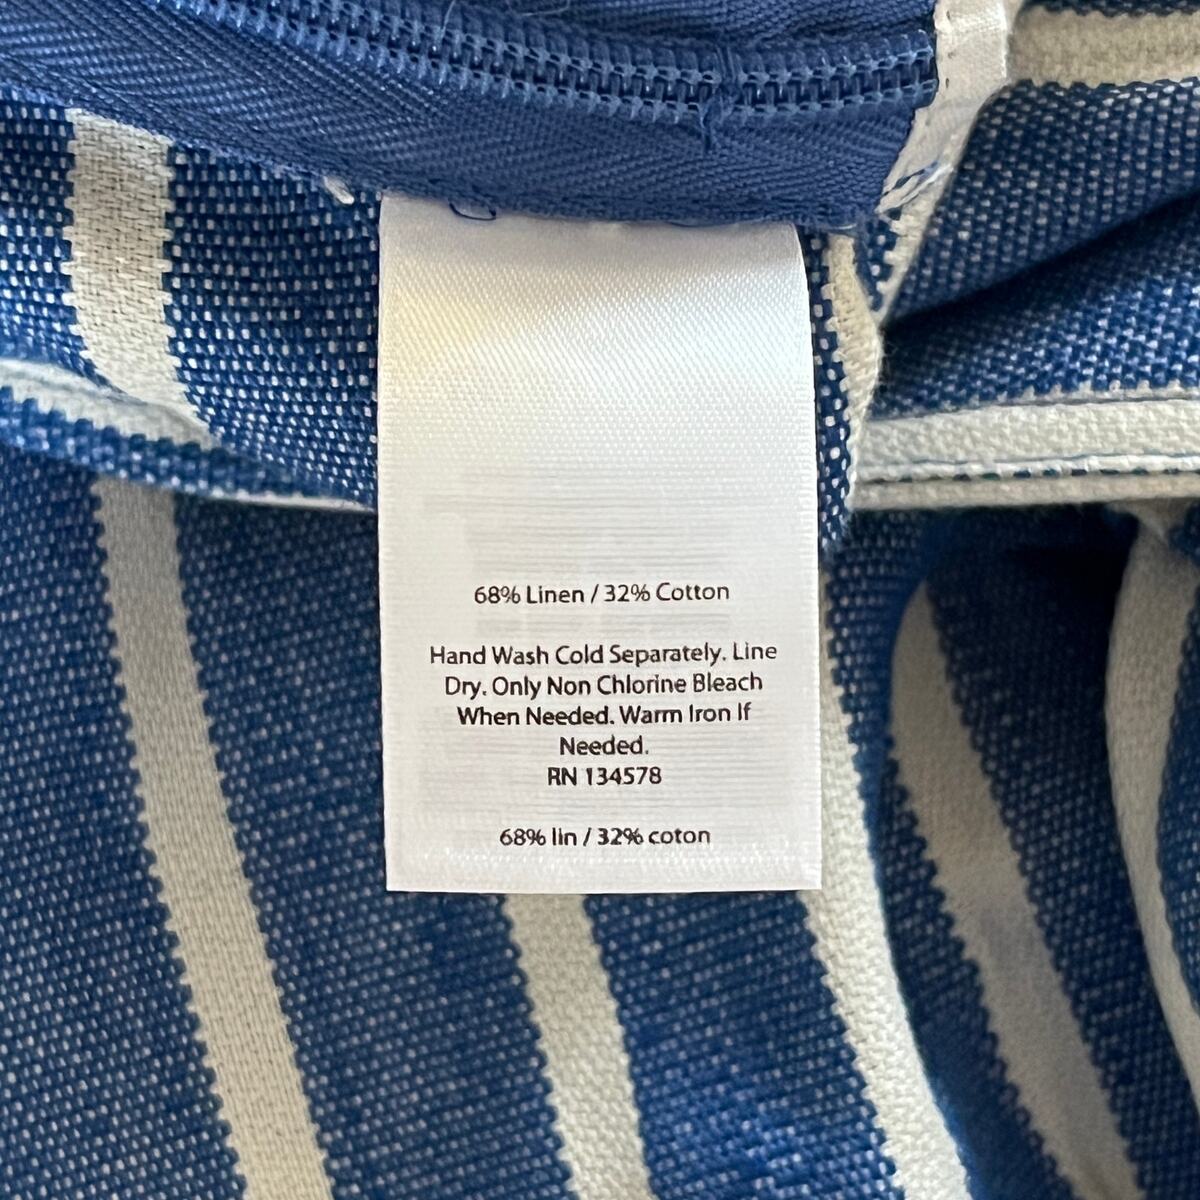 68% Linen / 32% Cotton
Hand Wash Cold Separately. Line
Dry. Only Non Chlorine Bleach
When Needed. Warm Iron If
Needed.
RN 134578
68% lin / 32% coton